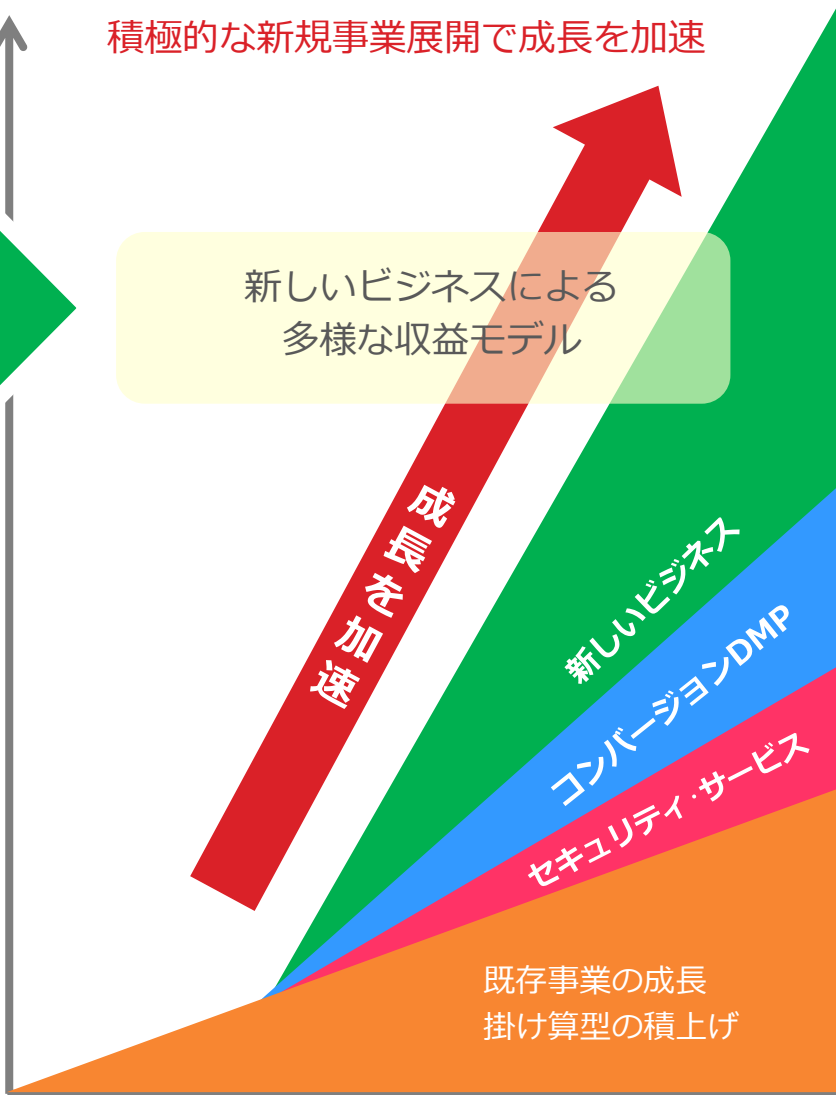 積極的な新規事業展開で成長を加速
新しいビジネスによる
多様な収益モデル
成長を加速
新しいビジネス
コンバージョンDMP
セキュリティ・サービス
既存事業の成長
掛け算型の積上げ